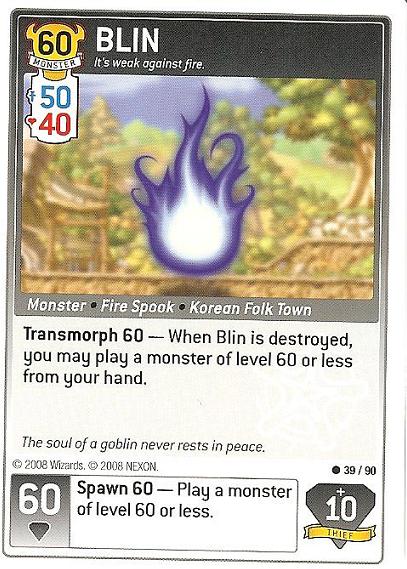 60
BLIN
MONSTER
It's weak against fire.
50
40
Monster • Fire Spook • Korean Folk Town
Transmorph 60 — When Blin is destroyed,
you may play a monster of level 60 or less
from your hand.
The soul of a goblin never rests in peace.
© 2008 Wizards. © 2008 NEXON.
● 39 / 90
60
Spawn 60 — Play a monster
of level 60 or less.
+
10
THIEF